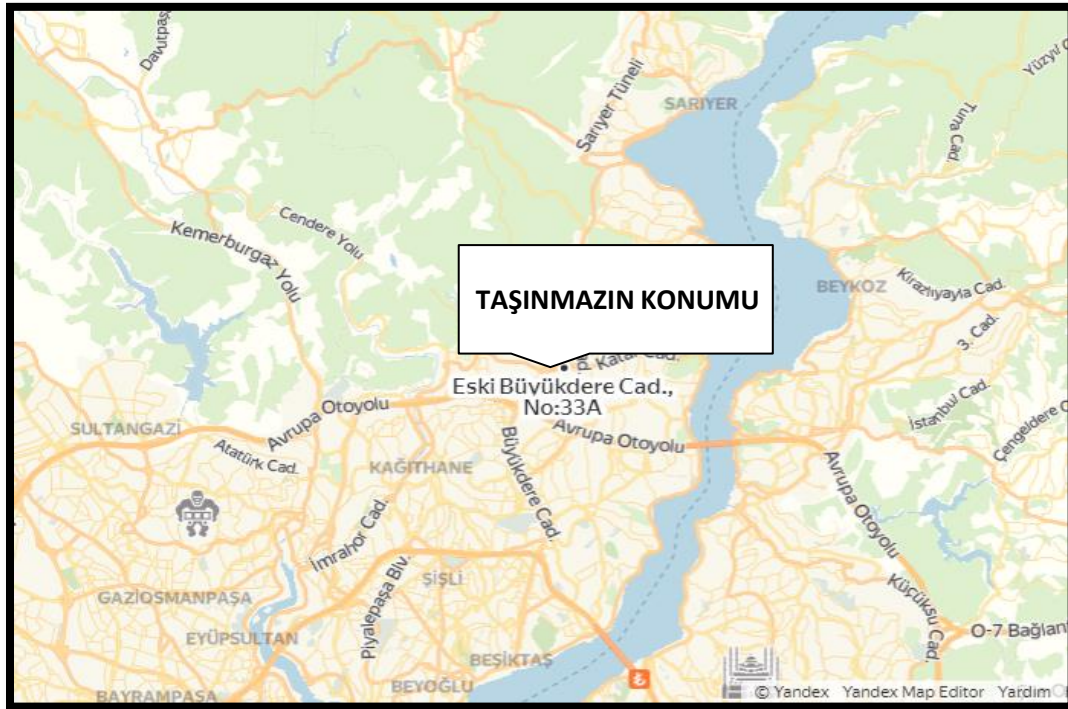 Davutpaşa
Yüzyıl
SARIYER
Sarıyer Tüneli
Tuna Cad.
Cendere Yolu
Kemerburgaz Yolu
TAŞINMAZIN KONUMU
BEYKOZ
Kirazlıyayla Cad.
3. Cad.
Katar Cad.
Eski Büyükdere Cad.,
No:33A
İstanbul Cad.
Çengeldere
SULTANGAZİ
Avrupa Otoyolu
Atatürk Cad.
KAĞITHANE
Büyükdere Cad.
Avrupa Otoyolu
Avrupa Otoyolu
İmrahor Cad.
Piyalepaşa Blv.
ŞİŞLİ
GAZİOSMANPAŞA
Küçüksu Cad.
EYÜPSULTAN
O-7 Bağlant
BEŞİKTAŞ
BEYOĞLU
BAYRAMPAŞA
© Yandex Yandex Map Editor Yardım